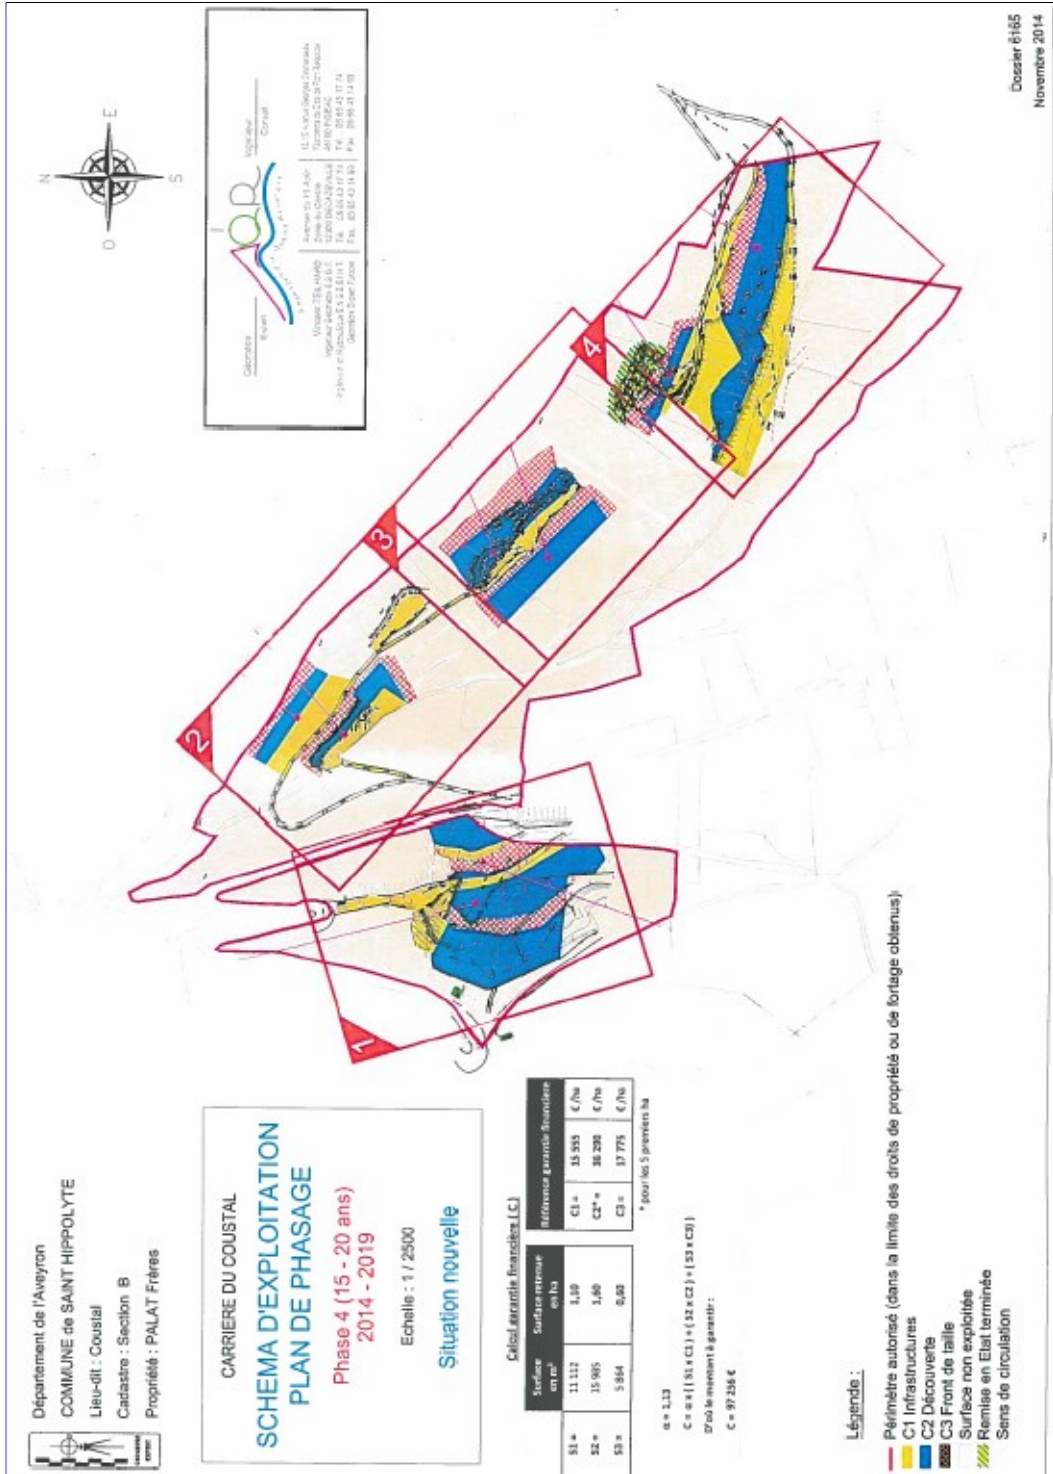 Département de l'Aveyron
COMMUNE de SAINT HIPPOLYTE
Lieu-dit : Coustal
Cadastre : Section B
Propriété : PALAT Frères
CARRIERE DU COUSTAL
SCHEMA D'EXPLOITATION
PLAN DE PHASAGE
Phase 4 (15 - 20 ans)
2014 - 2019
Echelle : 1 / 2500
Situation nouvelle
Calcul garantie financière ( C )
Surface en m² Surface retenue en ha Référence garantie financière
S1 = 11 112 1,10 C1 = 15 555 € /ha
S2 = 15 985 1,60 C2* = 36 290 € /ha
S3 = 5 864 0,60 C3 = 17 775 € /ha
* pour les 5 premiers ha
α = 1,13
C = α x ( ( S1 x C1 ) + ( S2 x C2 ) + ( S3 x C3 ) )
D'où le montant à garantir :
C = 97 256 €
Légende :
Périmètre autorisé (dans la limite des droits de propriété ou de fortage obtenus)
C1 Infrastructures
C2 Découverte
C3 Front de taille
Surface non exploitée
Remise en Etat terminée
Sens de circulation
1
2
3
4
N
E
S
O
Géomètre
Expert
Ingénieur
Conseil
Dossier 6165
Novembre 2014